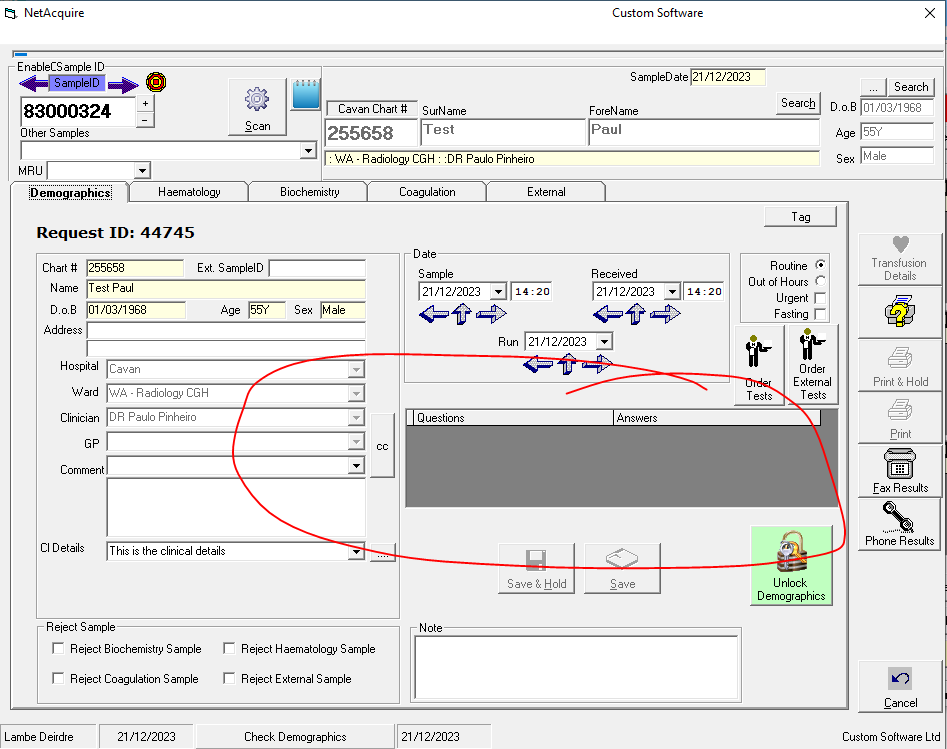 NetAcquire Custom Software
EnableCSample ID
SampleID
83000324
+
-
Other Samples
MRU
Scan
SampleDate 21/12/2023
Cavan Chart # SurName ForeName Search
255658 Test Paul
: WA - Radiology CGH : :DR Paulo Pinheiro
... Search
D.o.B 01/03/1968
Age 55Y
Sex Male
Demographics Haematology Biochemistry Coagulation External
Tag
Request ID: 44745
Chart # 255658 Ext. SampleID
Name Test Paul
D.o.B 01/03/1968 Age 55Y Sex Male
Address
Hospital Cavan
Ward WA - Radiology CGH
Clinician DR Paulo Pinheiro
GP
cc
Comment
Cl Details This is the clinical details ....
Date
Sample Received
21/12/2023 14:20 21/12/2023 14:20
Run 21/12/2023
Routine
Out of Hours
Urgent
Fasting
Order
Tests
Order
External
Tests
Questions Answers
Save & Hold Save
Unlock
Demographics
Reject Sample
Reject Biochemistry Sample Reject Haematology Sample
Reject Coagulation Sample Reject External Sample
Note
Transfusion
Details
Print & Hold
Print
Fax Results
Phone Results
Cancel
Lambe Deirdre 21/12/2023 Check Demographics 21/12/2023 Custom Software Ltd